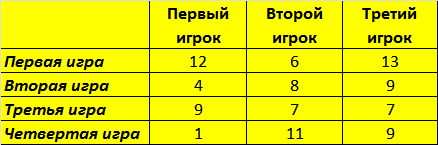 Первый игрок Второй игрок Третий игрок
Первая игра 12 6 13
Вторая игра 4 8 9
Третья игра 9 7 7
Четвертая игра 1 11 9